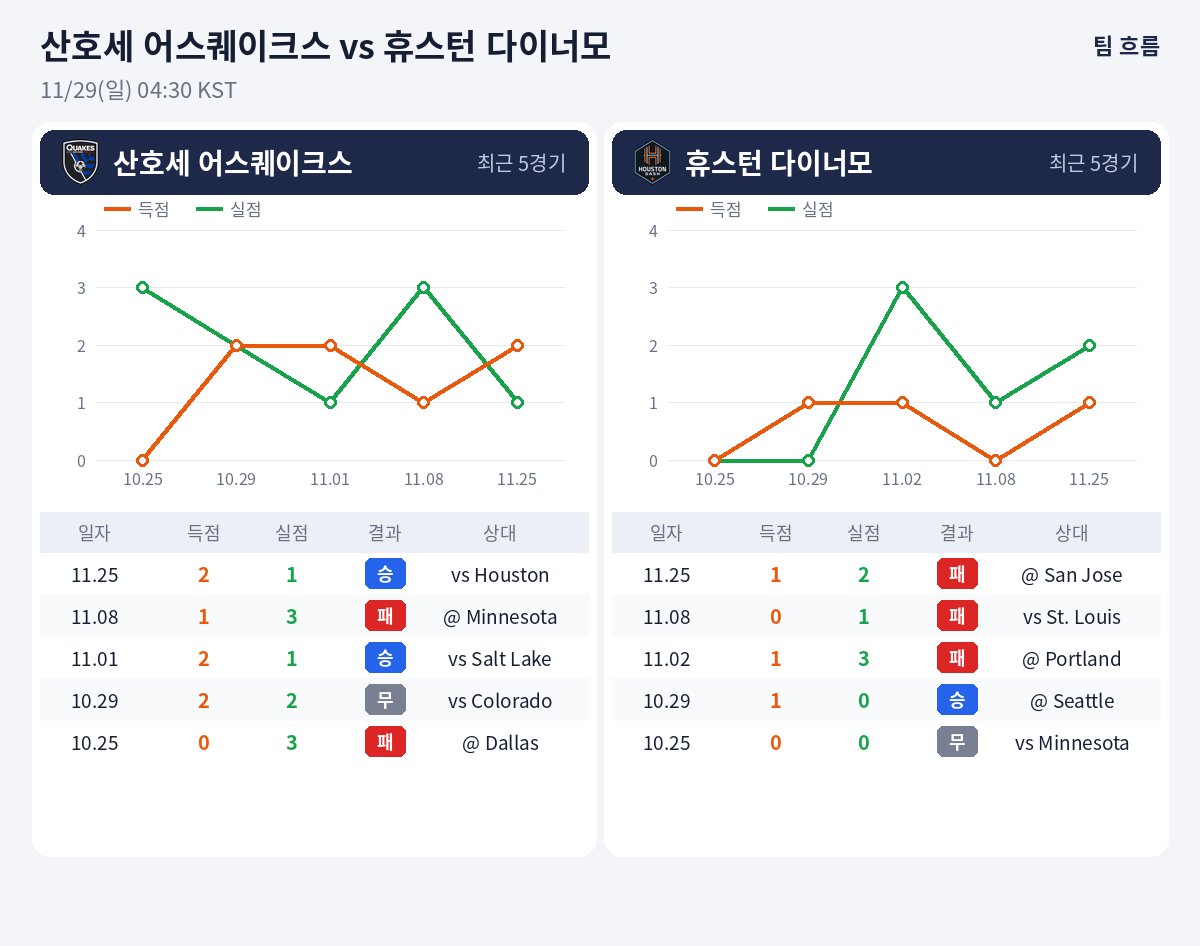 산호세 어스퀘이크스 vs 휴스턴 다이너모
팀 흐름
11/29(일) 04:30 KST
QUAKES
산호세 어스퀘이크스
최근 5경기
득점 실점
4
3
2
1
0
10.25 10.29 11.01 11.08 11.25
일자 득점 실점 결과 상대
11.25 2 1 승 vs Houston
11.08 1 3 패 @ Minnesota
11.01 2 1 승 vs Salt Lake
10.29 2 2 무 vs Colorado
10.25 0 3 패 @ Dallas
HOUSTON
DASH
휴스턴 다이너모
최근 5경기
득점 실점
4
3
2
1
0
10.25 10.29 11.02 11.08 11.25
일자 득점 실점 결과 상대
11.25 1 2 패 @ San Jose
11.08 0 1 패 vs St. Louis
11.02 1 3 패 @ Portland
10.29 1 0 승 @ Seattle
10.25 0 0 무 vs Minnesota